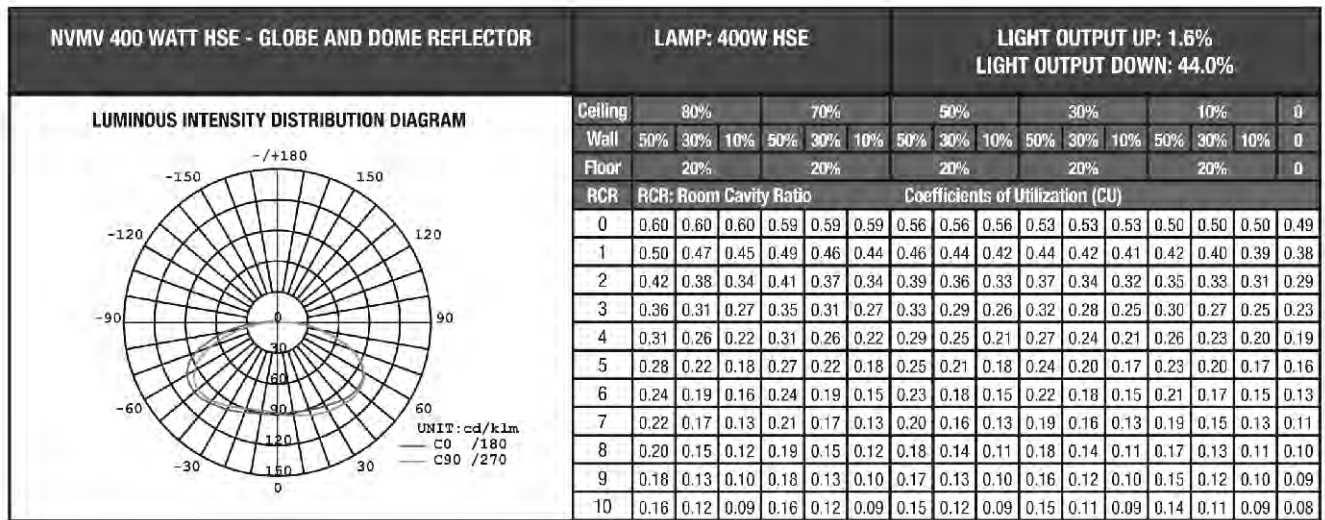 NVMV 400 WATT HSE - GLOBE AND DOME REFLECTOR
LAMP: 400W HSE
LIGHT OUTPUT UP: 1.6%
LIGHT OUTPUT DOWN: 44.0%
LUMINOUS INTENSITY DISTRIBUTION DIAGRAM
-/+180
-150 150
-120 120
-90 0 90
30
60
-60 90 60
UNIT:cd/klm
120 C0 /180
C90 /270
-30 150 30
0
Ceiling 80% 70% 50% 30% 10% 0
Wall 50% 30% 10% 50% 30% 10% 50% 30% 10% 50% 30% 10% 50% 30% 10% 0
Floor 20% 20% 20% 20% 20% 0
RCR RCR: Room Cavity Ratio Coefficients of Utilization (CU)
0 0.60 0.60 0.60 0.59 0.59 0.59 0.56 0.56 0.56 0.53 0.53 0.53 0.50 0.50 0.50 0.49
1 0.50 0.47 0.45 0.49 0.46 0.44 0.46 0.44 0.42 0.44 0.42 0.41 0.42 0.40 0.39 0.38
2 0.42 0.38 0.34 0.41 0.37 0.34 0.39 0.36 0.33 0.37 0.34 0.32 0.35 0.33 0.31 0.29
3 0.36 0.31 0.27 0.35 0.31 0.27 0.33 0.29 0.26 0.32 0.28 0.25 0.30 0.27 0.25 0.23
4 0.31 0.26 0.22 0.31 0.26 0.22 0.29 0.25 0.21 0.27 0.24 0.21 0.26 0.23 0.20 0.19
5 0.28 0.22 0.18 0.27 0.22 0.18 0.25 0.21 0.18 0.24 0.20 0.17 0.23 0.20 0.17 0.16
6 0.24 0.19 0.16 0.24 0.19 0.15 0.23 0.18 0.15 0.22 0.18 0.15 0.21 0.17 0.15 0.13
7 0.22 0.17 0.13 0.21 0.17 0.13 0.20 0.16 0.13 0.19 0.16 0.13 0.19 0.15 0.13 0.11
8 0.20 0.15 0.12 0.19 0.15 0.12 0.18 0.14 0.11 0.18 0.14 0.11 0.17 0.13 0.11 0.10
9 0.18 0.13 0.10 0.18 0.13 0.10 0.17 0.13 0.10 0.16 0.12 0.10 0.15 0.12 0.10 0.09
10 0.16 0.12 0.09 0.16 0.12 0.09 0.15 0.12 0.09 0.15 0.11 0.09 0.14 0.11 0.09 0.08